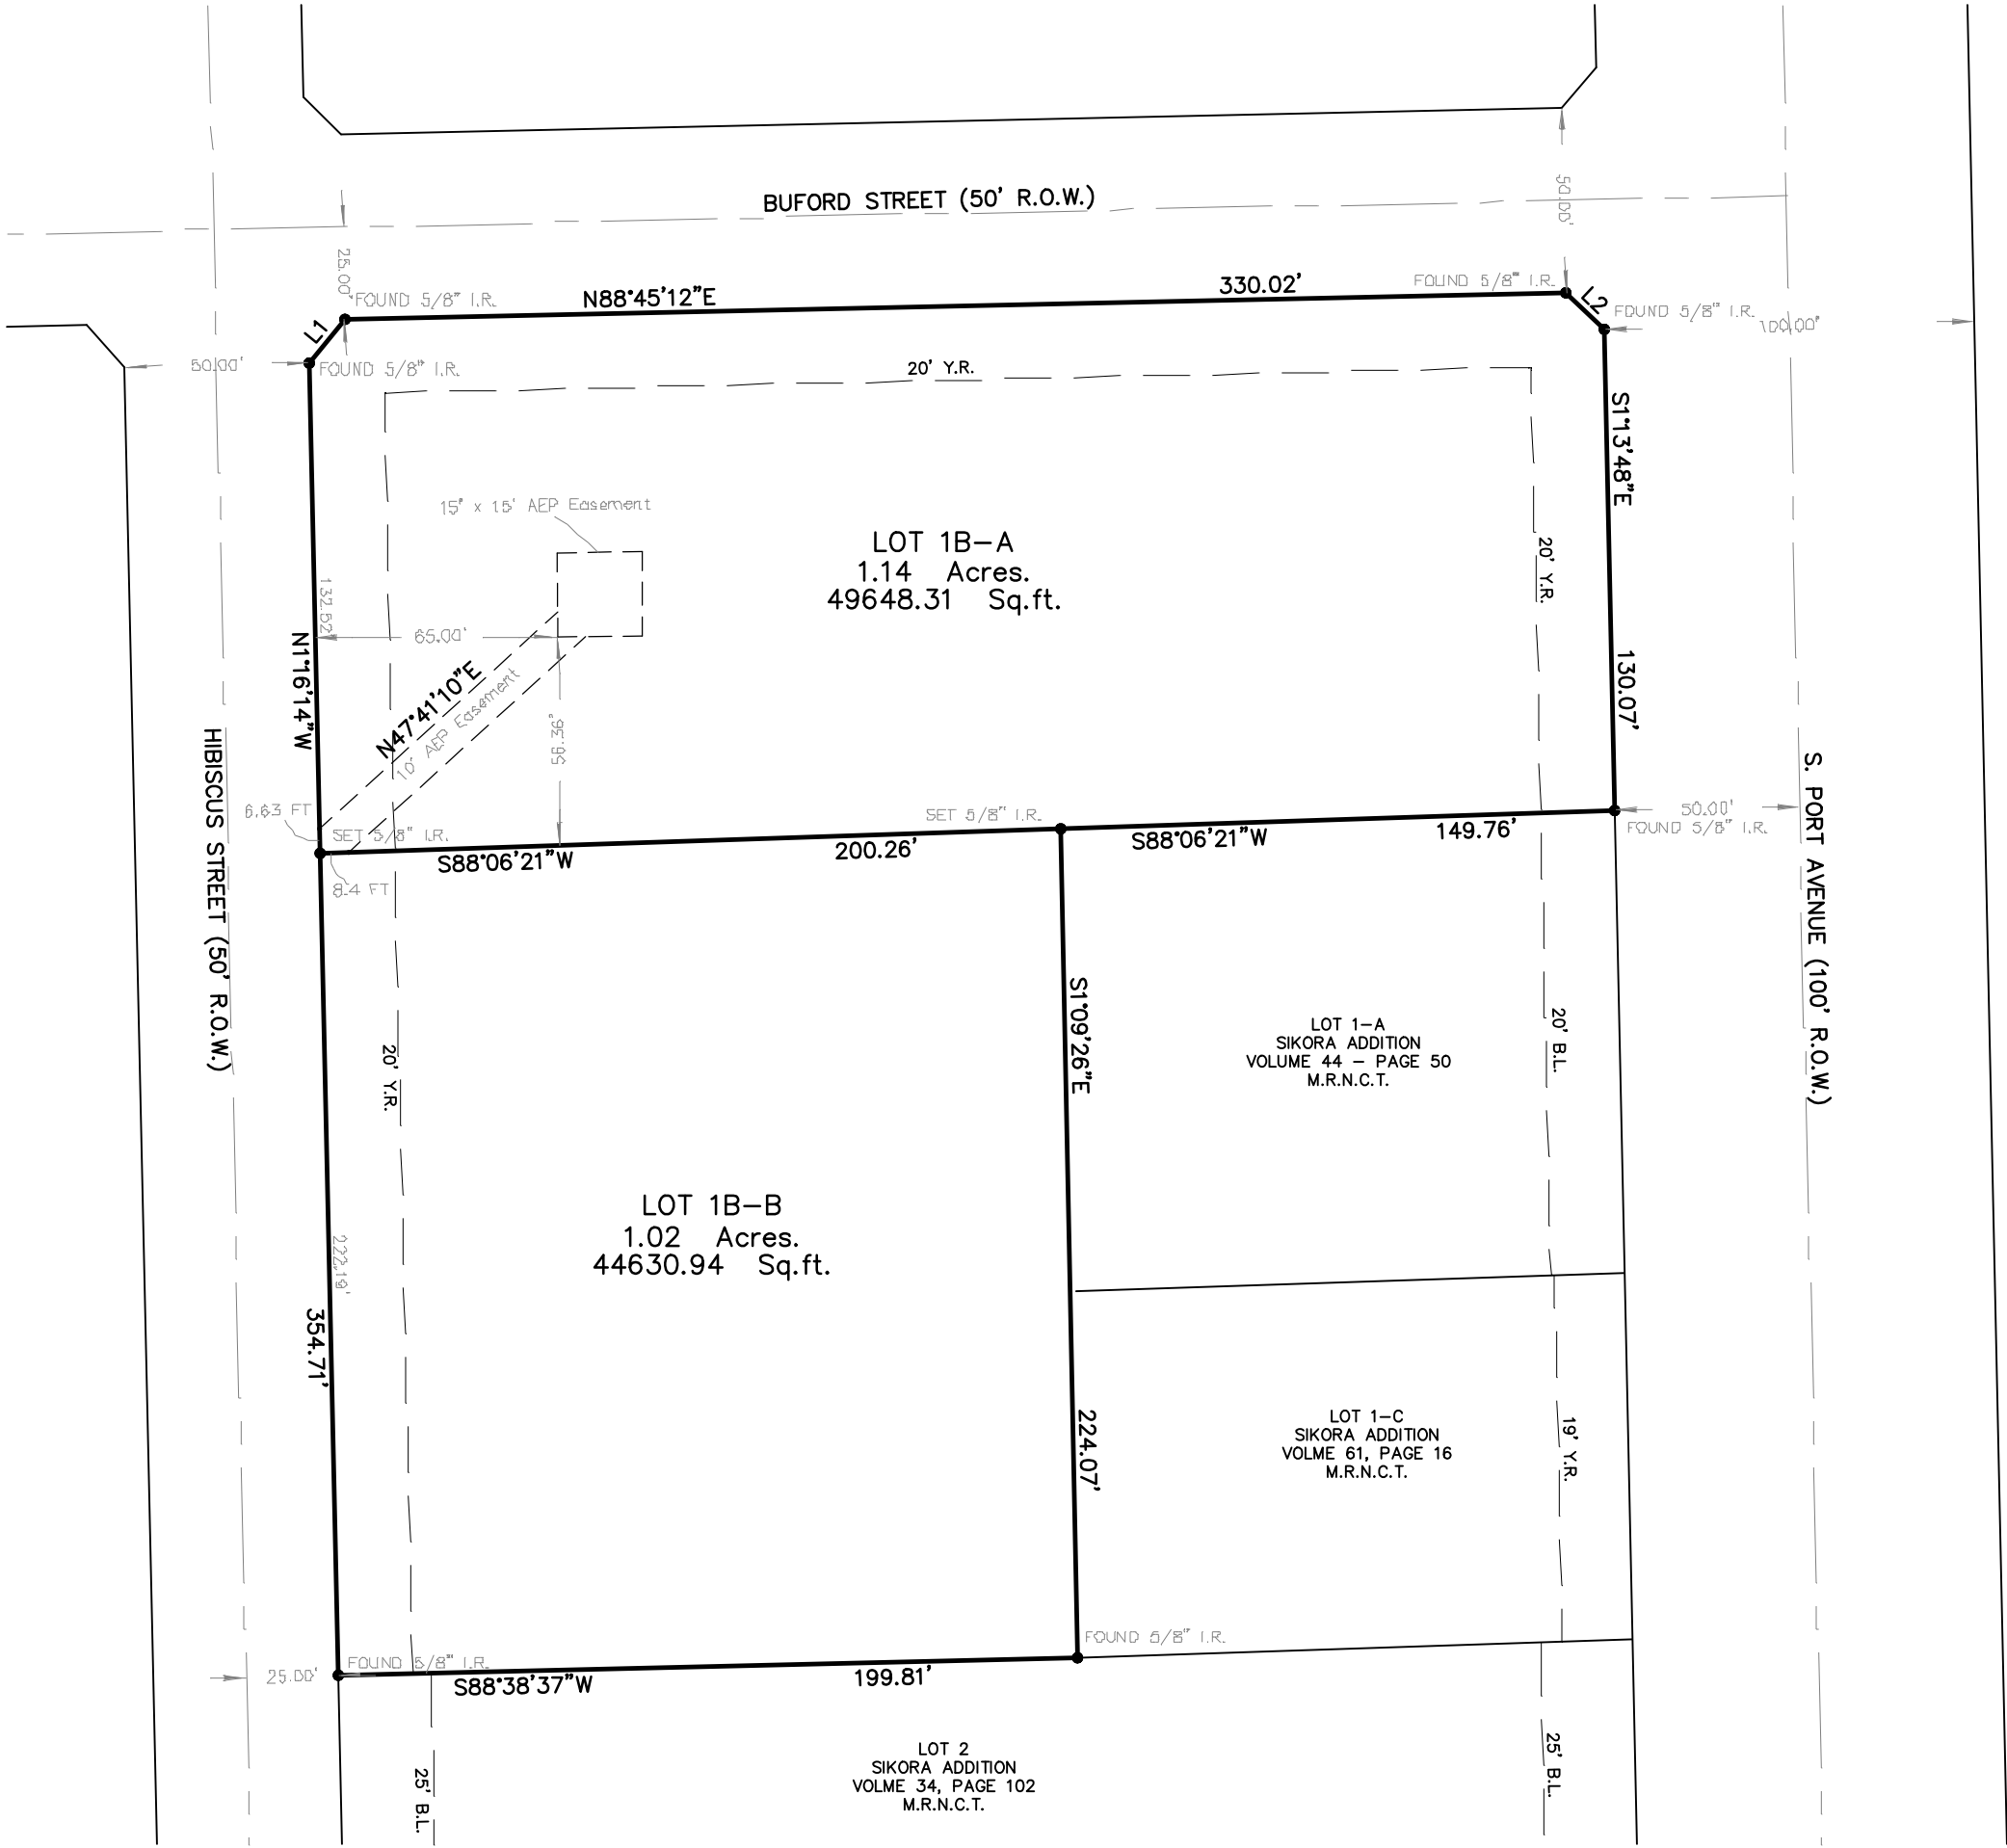 BUFORD STREET (50' R.O.W.)
50.00'
25.00'
FOUND 5/8" I.R.
N88°45'12"E
330.02'
FOUND 5/8" I.R.
L2
FOUND 5/8" I.R.
100.00'
L1
50.00'
FOUND 5/8" I.R.
20' Y.R.
S1°13'48"E
15' x 15' AEP Easement
LOT 1B-A
1.14 Acres.
49648.31 Sq.ft.
20' Y.R.
132.52'
65.00'
N1°16'14"W
N47°41'10"E
10' AEP Easement
56.36'
130.07'
HIBISCUS STREET (50' R.O.W.)
S. PORT AVENUE (100' R.O.W.)
6.63 FT
SET 5/8" I.R.
SET 5/8" I.R.
50.00'
FOUND 5/8" I.R.
S88°06'21"W
200.26'
S88°06'21"W
149.76'
8.4 FT
S1°09'26"E
20' Y.R.
LOT 1-A
SIKORA ADDITION
VOLUME 44 - PAGE 50
M.R.N.C.T.
20' B.L.
LOT 1B-B
1.02 Acres.
44630.94 Sq.ft.
222.19'
354.71'
224.07'
LOT 1-C
SIKORA ADDITION
VOLME 61, PAGE 16
M.R.N.C.T.
19' Y.R.
FOUND 5/8" I.R.
25.00'
FOUND 5/8" I.R.
S88°38'37"W
199.81'
LOT 2
SIKORA ADDITION
VOLME 34, PAGE 102
M.R.N.C.T.
25' B.L.
25' B.L.